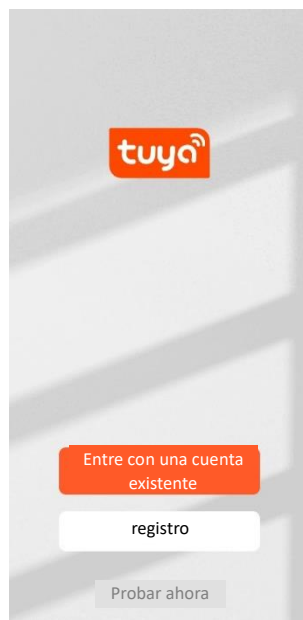 tuya
Entre con una cuenta
existente
registro
Probar ahora